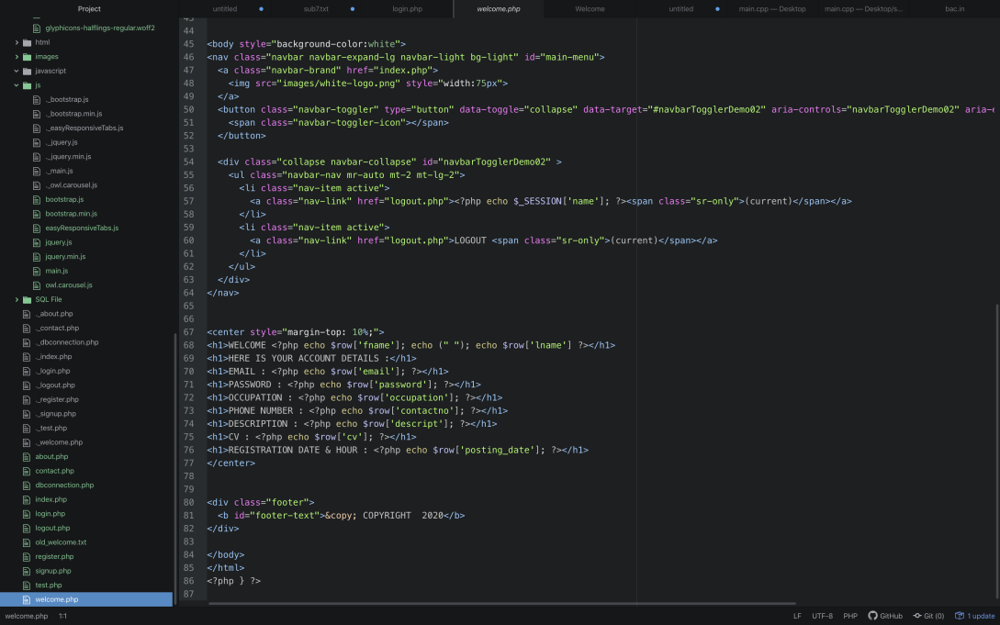 Project
untitled
sub7.txt
login.php
welcome.php
Welcome
untitled
main.cpp — Desktop
main.cpp — Desktop/s...
bac.in
glyphicons-halflings-regular.woff2
html
images
javascript
js
._bootstrap.js
._bootstrap.min.js
._easyResponsiveTabs.js
._jquery.js
._jquery.min.js
._main.js
._owl.carousel.js
bootstrap.js
bootstrap.min.js
easyResponsiveTabs.js
jquery.js
jquery.min.js
main.js
owl.carousel.js
SQL File
._about.php
._contact.php
._dbconnection.php
._index.php
._login.php
._logout.php
._register.php
._signup.php
._test.php
._welcome.php
about.php
contact.php
dbconnection.php
index.php
login.php
logout.php
old_welcome.txt
register.php
signup.php
test.php
welcome.php
43
44
45 <body style="background-color:white">
46 <nav class="navbar navbar-expand-lg navbar-light bg-light" id="main-menu">
47 <a class="navbar-brand" href="index.php">
48 <img src="images/white-logo.png" style="width:75px">
49 </a>
50 <button class="navbar-toggler" type="button" data-toggle="collapse" data-target="#navbarTogglerDemo02" aria-controls="navbarTogglerDemo02" aria-e
51 <span class="navbar-toggler-icon"></span>
52 </button>
53
54 <div class="collapse navbar-collapse" id="navbarTogglerDemo02" >
55 <ul class="navbar-nav mr-auto mt-2 mt-lg-2">
56 <li class="nav-item active">
57 <a class="nav-link" href="logout.php"><?php echo $_SESSION['name']; ?><span class="sr-only">(current)</span></a>
58 </li>
59 <li class="nav-item active">
60 <a class="nav-link" href="logout.php">LOGOUT <span class="sr-only">(current)</span></a>
61 </li>
62 </ul>
63 </div>
64 </nav>
65
66
67 <center style="margin-top: 10%;">
68 <h1>WELCOME <?php echo $row['fname']; echo (" "); echo $row['lname'] ?></h1>
69 <h1>HERE IS YOUR ACCOUNT DETAILS :</h1>
70 <h1>EMAIL : <?php echo $row['email']; ?></h1>
71 <h1>PASSWORD : <?php echo $row['password']; ?></h1>
72 <h1>OCCUPATION : <?php echo $row['occupation']; ?></h1>
73 <h1>PHONE NUMBER : <?php echo $row['contactno']; ?></h1>
74 <h1>DESCRIPTION : <?php echo $row['descript']; ?></h1>
75 <h1>CV : <?php echo $row['cv']; ?></h1>
76 <h1>REGISTRATION DATE & HOUR : <?php echo $row['posting_date']; ?></h1>
77 </center>
78
79
80 <div class="footer">
81 <b id="footer-text">&copy; COPYRIGHT  2020</b>
82 </div>
83
84 </body>
85 </html>
86 <?php } ?>
87
welcome.php 1:1
LF UTF-8 PHP GitHub Git (0) 1 update